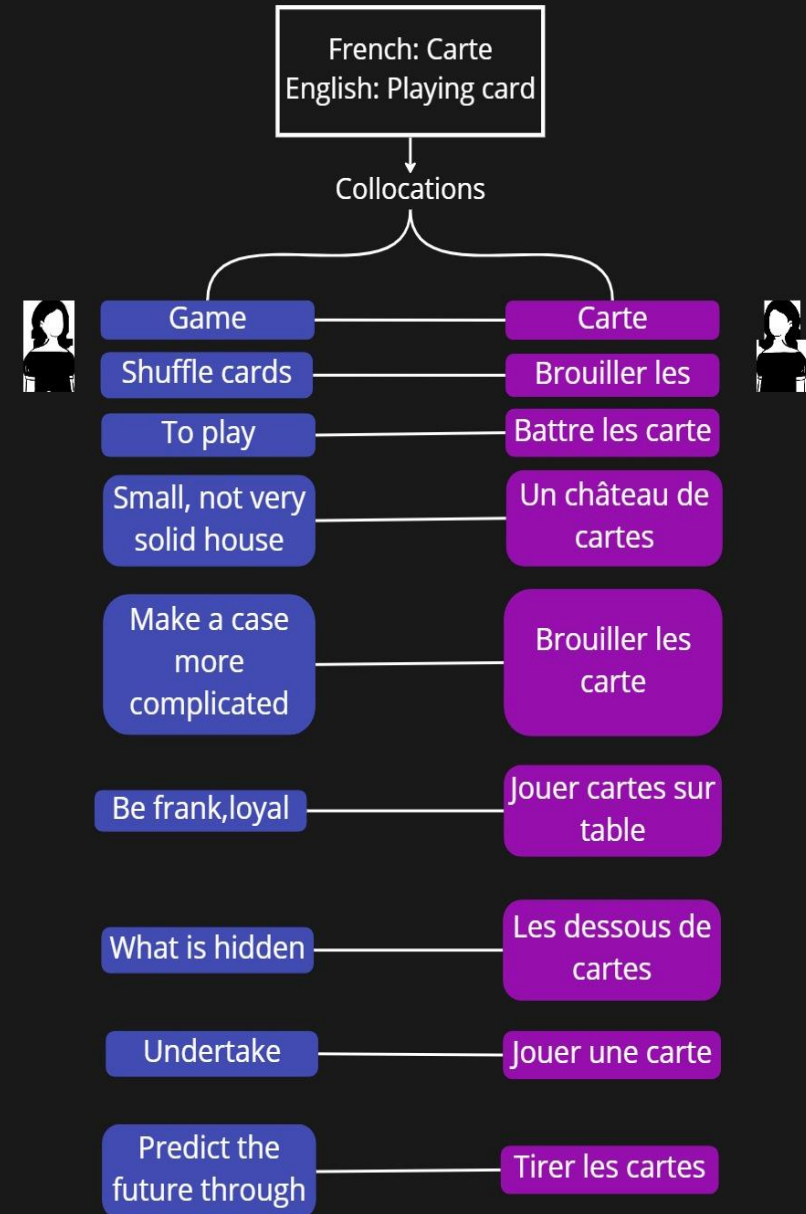 French: Carte
English: Playing card
Collocations
Game
Carte
Shuffle cards
Brouiller les
To play
Battre les carte
Small, not very
solid house
Un château de
cartes
Make a case
more
complicated
Brouiller les
carte
Be frank,loyal
Jouer cartes sur
table
What is hidden
Les dessous de
cartes
Undertake
Jouer une carte
Predict the
future through
Tirer les cartes